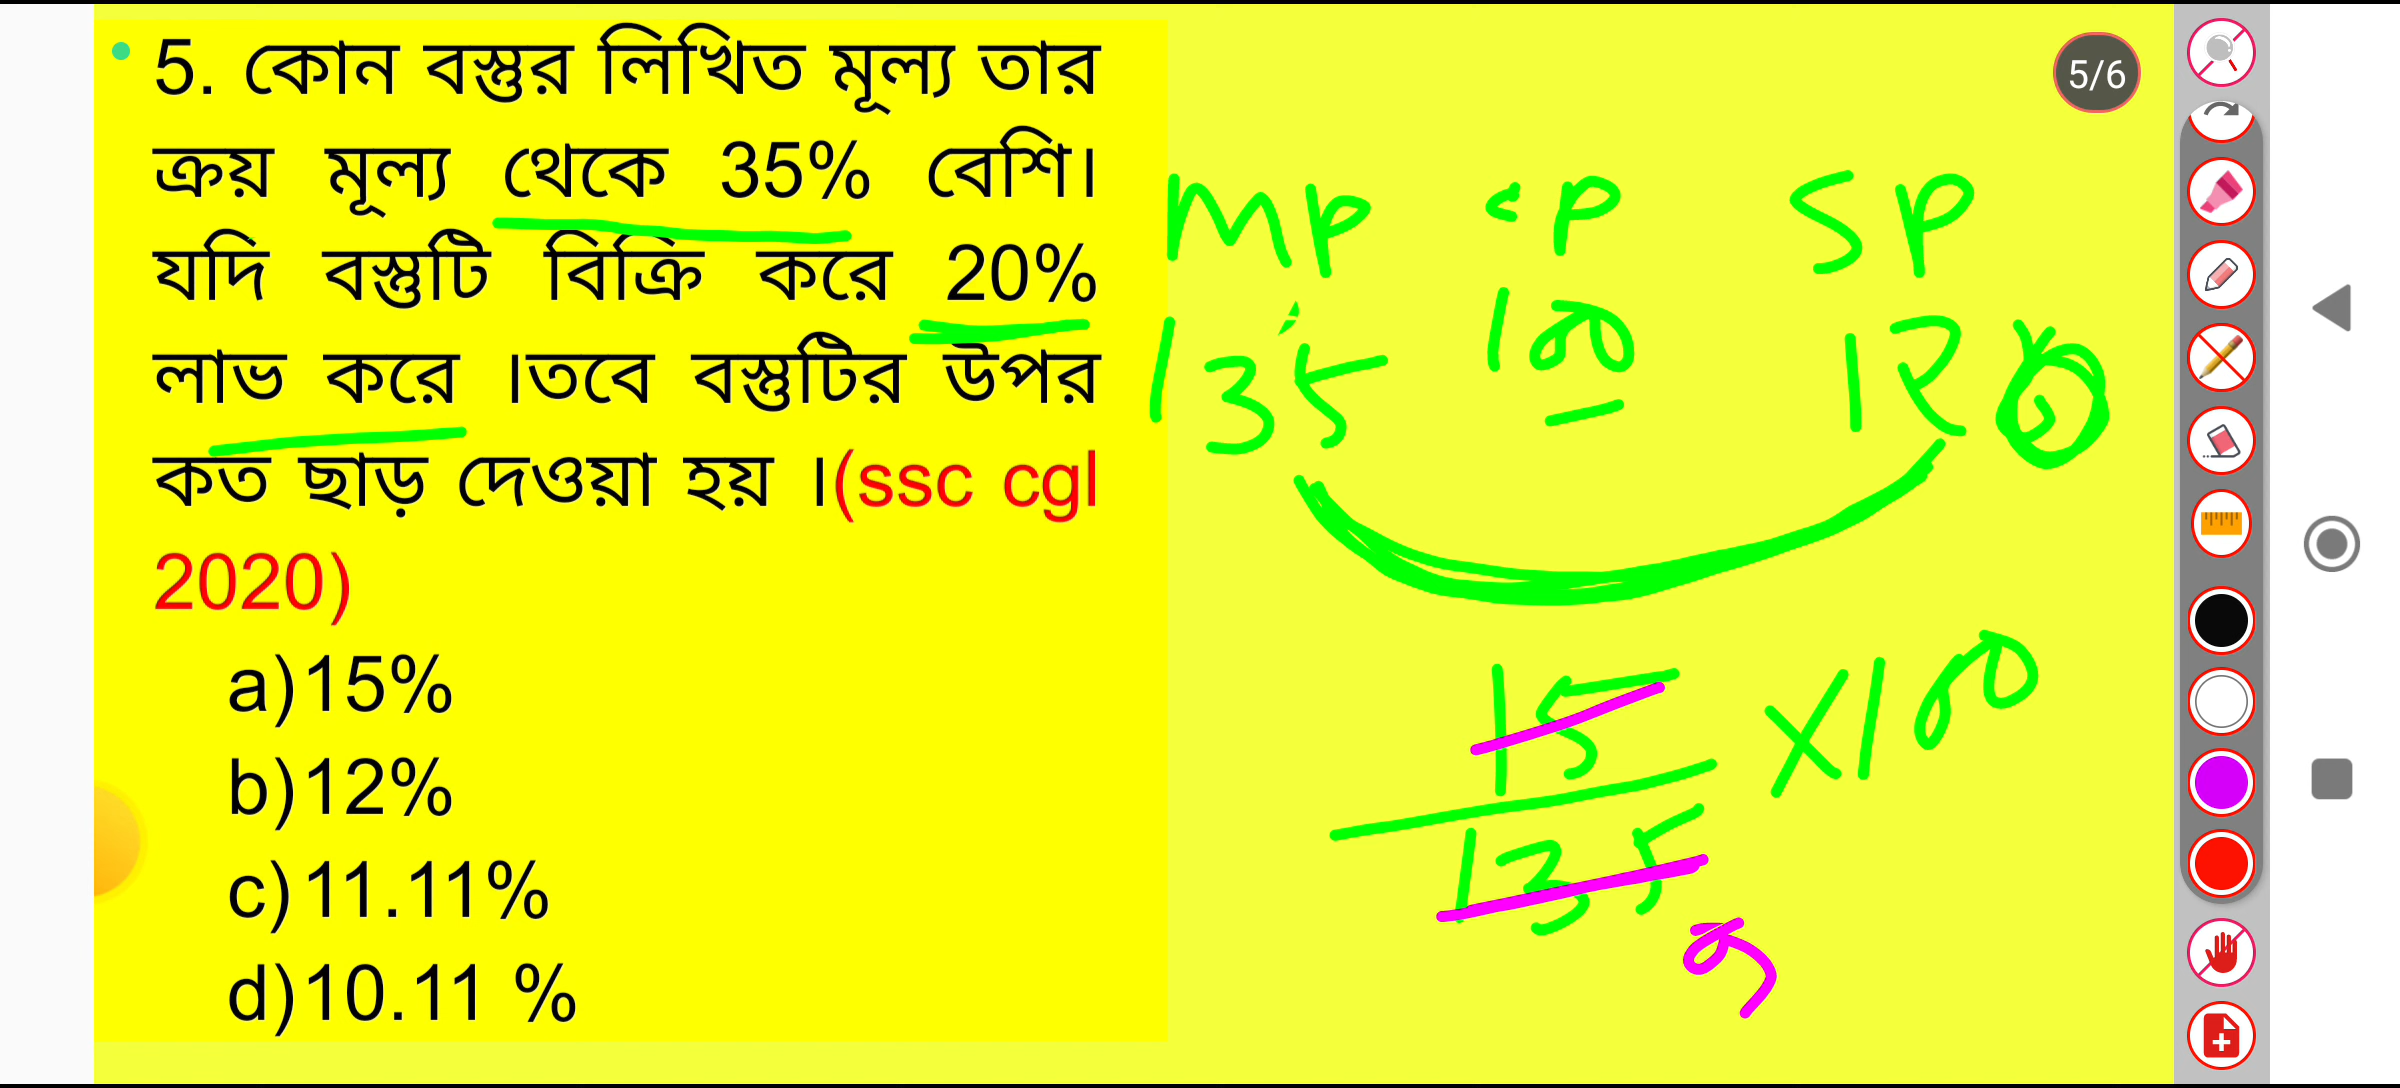 5. কোন বস্তুর লিখিত মূল্য তার
ক্রয় মূল্য থেকে 35% বেশি।
যদি বস্তুটি বিক্রি করে 20%
লাভ করে ।তবে বস্তুটির উপর
কত ছাড় দেওয়া হয় ।(ssc cgl
2020)
a)15%
b)12%
c)11.11%
d)10.11 %
5/6
MP CP SP
135 100 120
15 ×100
135
9